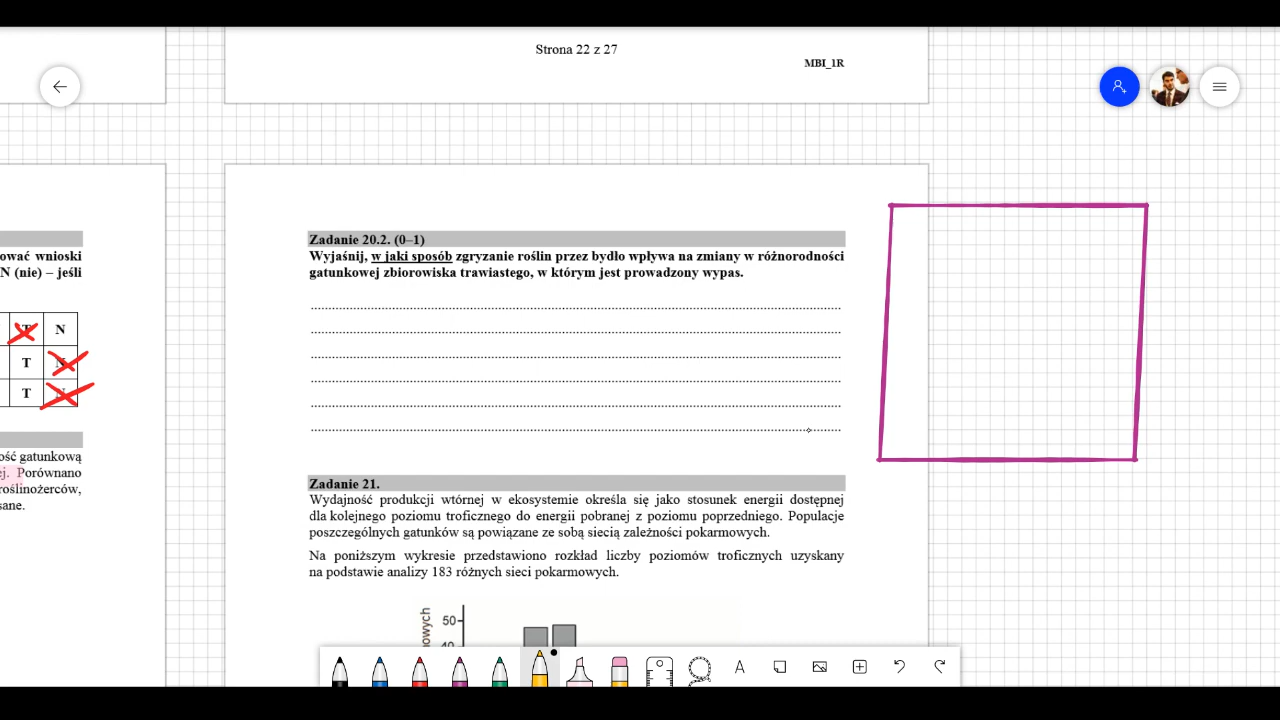 Strona 22 z 27
MBI_1R
ować wnioski
N (nie) – jeśli
T N
T N
T
ość gatunkową
ej. Porównano
roślinożerców,
sane.
Zadanie 20.2. (0–1)
Wyjaśnij, w jaki sposób zgryzanie roślin przez bydło wpływa na zmiany w różnorodności
gatunkowej zbiorowiska trawiastego, w którym jest prowadzony wypas.
Zadanie 21.
Wydajność produkcji wtórnej w ekosystemie określa się jako stosunek energii dostępnej
dla kolejnego poziomu troficznego do energii pobranej z poziomu poprzedniego. Populacje
poszczególnych gatunków są powiązane ze sobą siecią zależności pokarmowych.
Na poniższym wykresie przedstawiono rozkład liczby poziomów troficznych uzyskany
na podstawie analizy 183 różnych sieci pokarmowych.
50
A